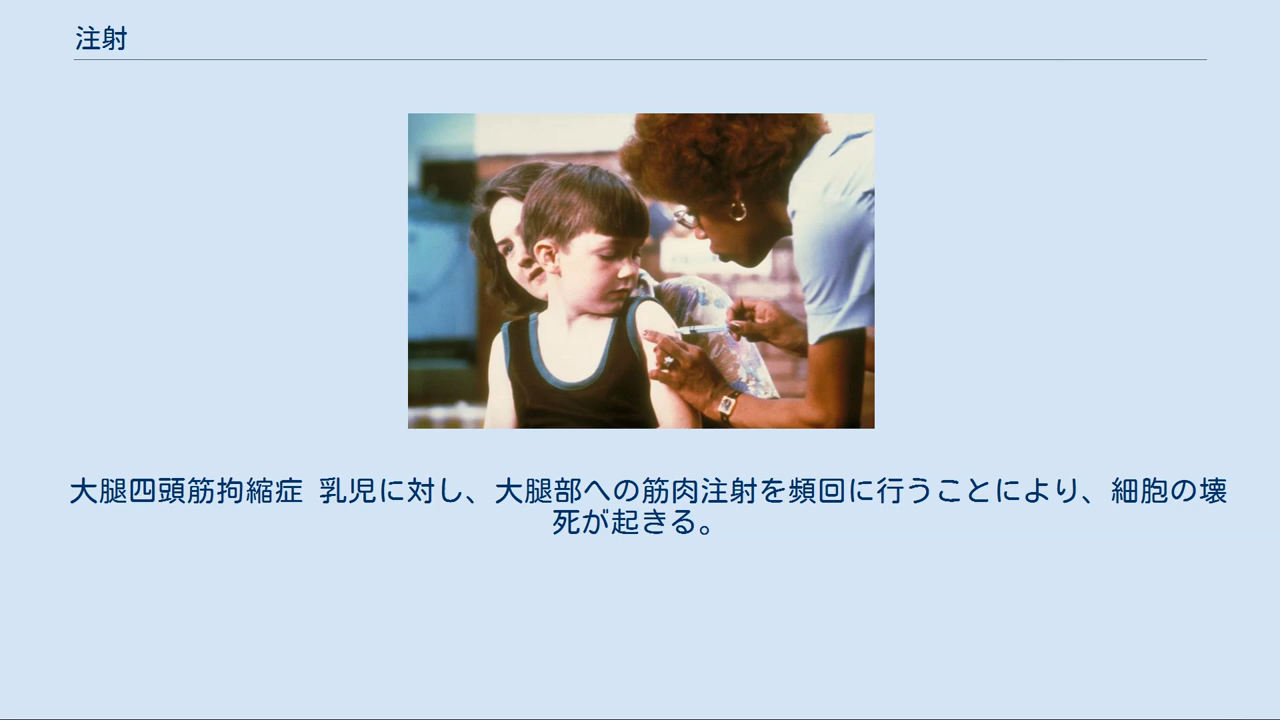 注射
大腿四頭筋拘縮症 乳児に対し、大腿部への筋肉注射を頻回に行うことにより、細胞の壊
死が起きる。